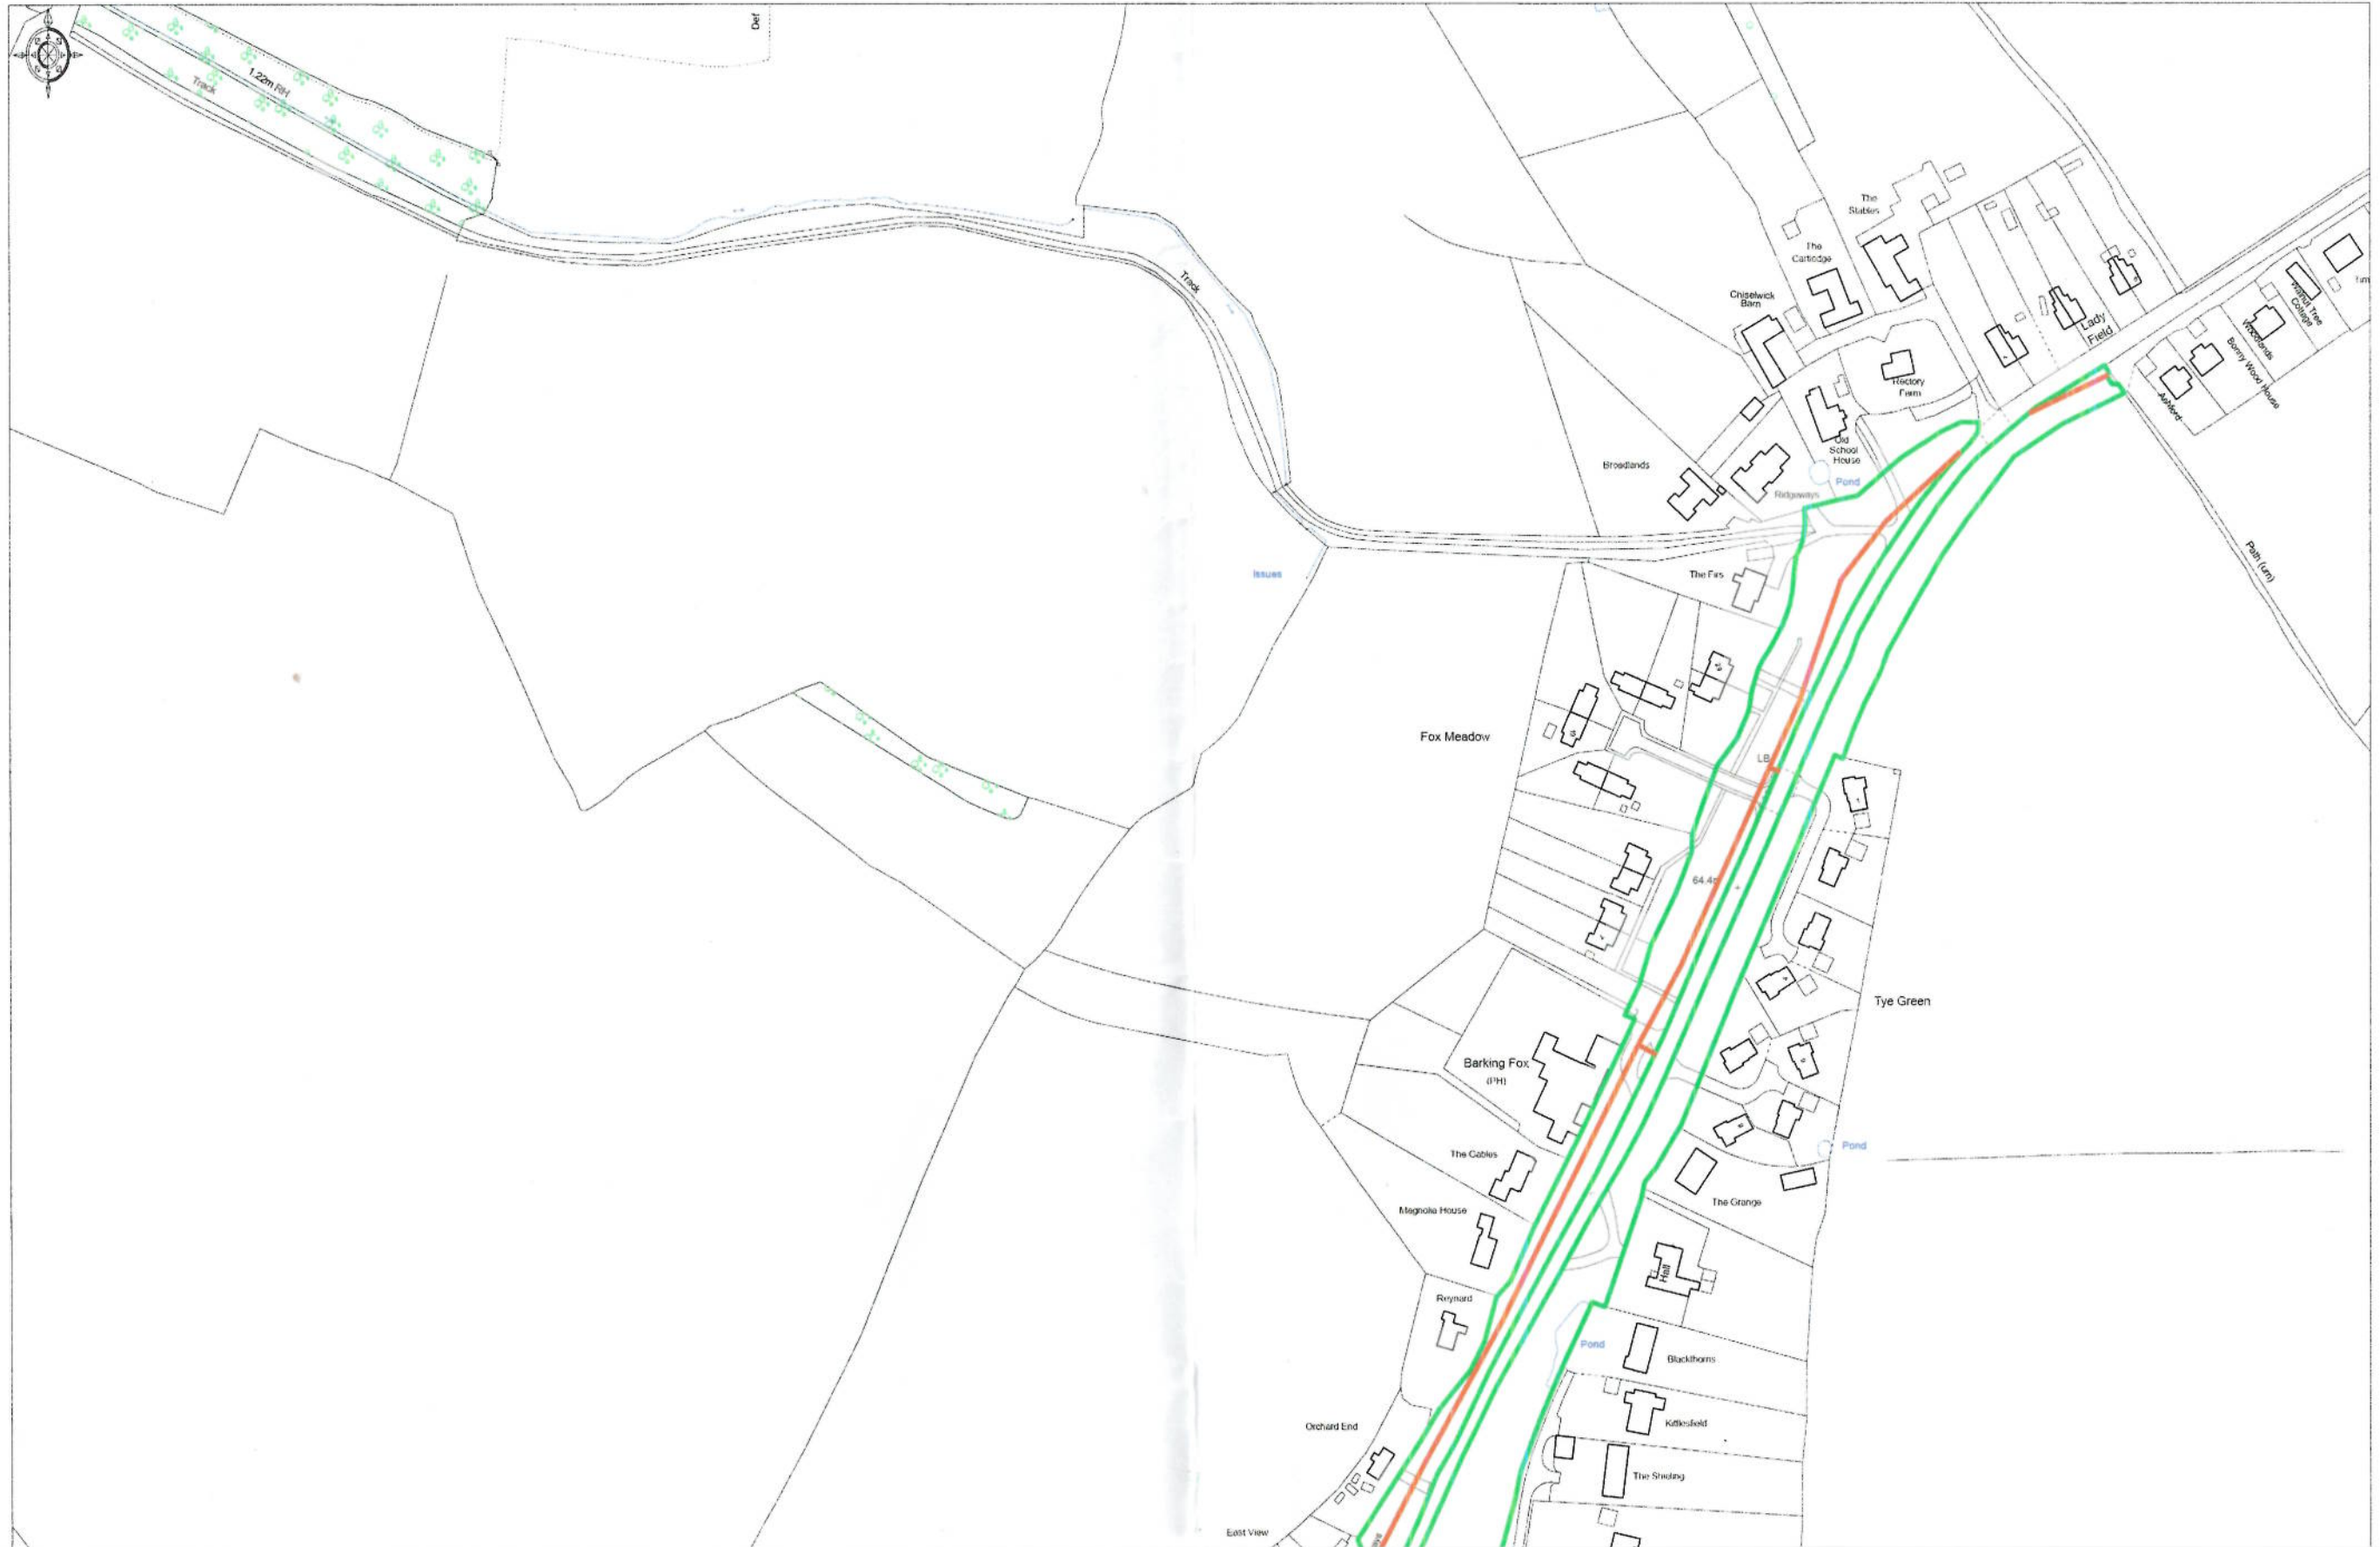 Def
1.22m RH
Track
Track
The
Stables
The
Cartlodge
Chiselwick
Barn
Lady
Field
Walnut Tree
Cottage
Woodlands
Bonny Wood House
Ashford
Rectory
Farm
Old
School
House
Broadlands
Pond
Ridgeways
Path (um)
Issues
The Firs
Fox Meadow
LB
64.4
Tye Green
Barking Fox
(PH)
Pond
The Gables
The Grange
Magnolia House
Hall
Reynard
Pond
Blackthorns
Kittlesfield
Orchard End
The Shieling
East View